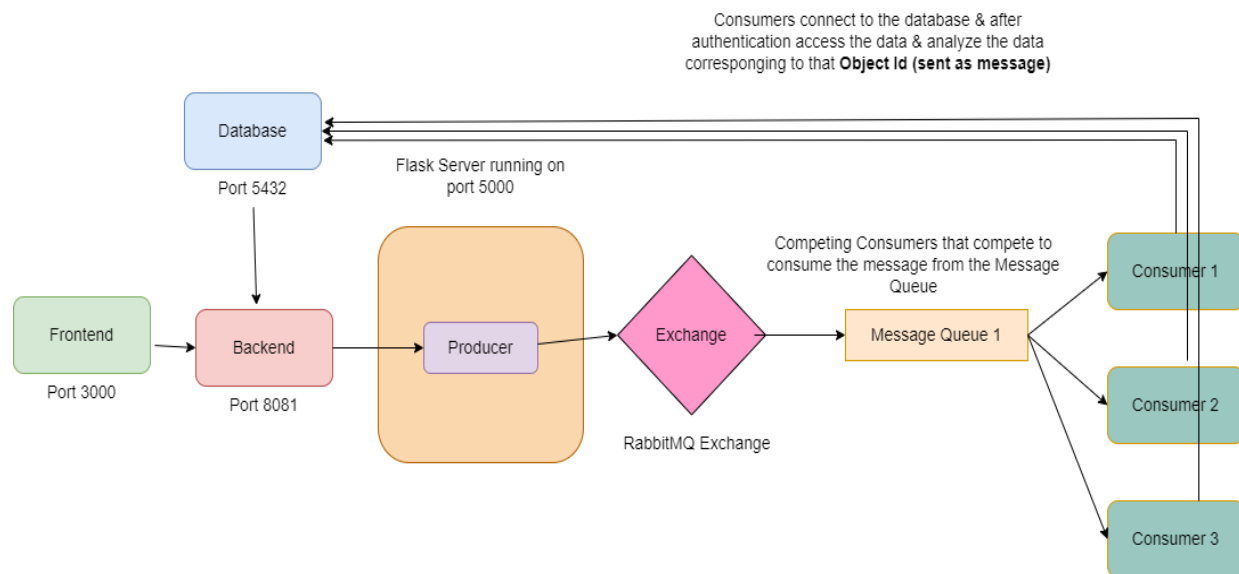 Consumers connect to the database & after
authentication access the data & analyze the data
corresponging to that Object Id (sent as message)
Database
Port 5432
Flask Server running on
port 5000
Competing Consumers that compete to
consume the message from the Message
Queue
Frontend
Port 3000
Backend
Port 8081
Producer
Exchange
RabbitMQ Exchange
Message Queue 1
Consumer 1
Consumer 2
Consumer 3